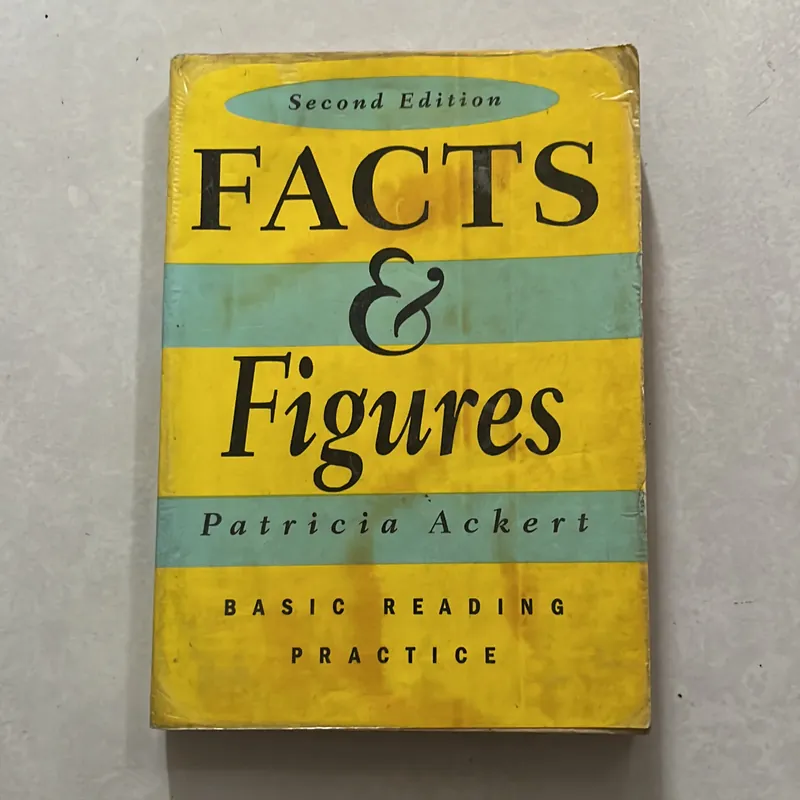 Second Edition
FACTS
&
Figures
Patricia Ackert
BASIC READING
PRACTICE